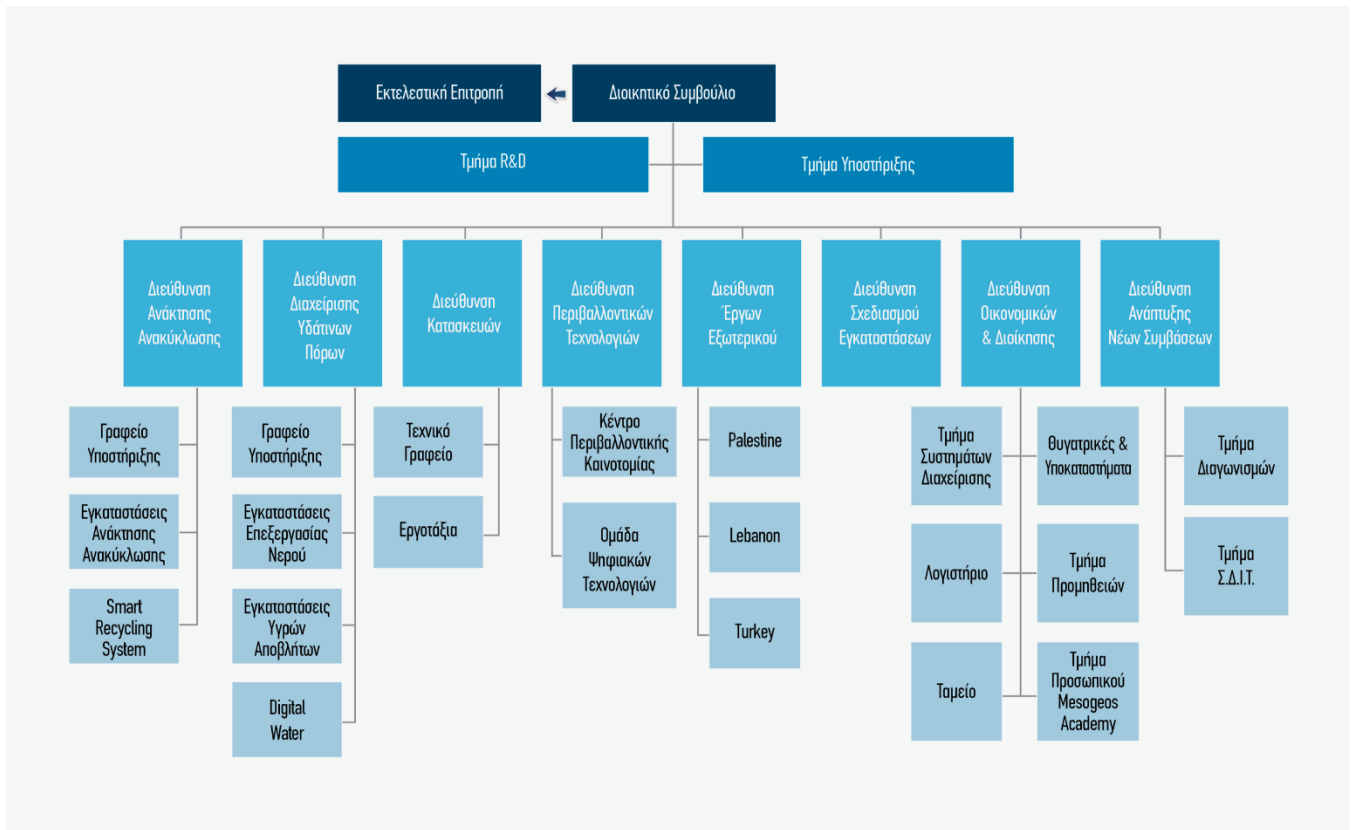 Εκτελεστική Επιτροπή
Διοικητικό Συμβούλιο
Τμήμα R&D
Τμήμα Υποστήριξης
Διεύθυνση
Ανάκτησης
Ανακύκλωσης
Διεύθυνση
Διαχείρισης
Υδάτινων
Πόρων
Διεύθυνση
Κατασκευών
Διεύθυνση
Περιβαλλοντικών
Τεχνολογιών
Διεύθυνση
Έργων
Εξωτερικού
Διεύθυνση
Σχεδιασμού
Εγκαταστάσεων
Διεύθυνση
Οικονομικών
& Διοίκησης
Διεύθυνση
Ανάπτυξης
Νέων Συμβάσεων
Γραφείο
Υποστήριξης
Εγκαταστάσεις
Ανάκτησης
Ανακύκλωσης
Smart
Recycling
System
Γραφείο
Υποστήριξης
Εγκαταστάσεις
Επεξεργασίας
Νερού
Εγκαταστάσεις
Υγρών
Αποβλήτων
Digital
Water
Τεχνικό
Γραφείο
Εργοτάξια
Κέντρο
Περιβαλλοντικής
Καινοτομίας
Ομάδα
Ψηφιακών
Τεχνολογιών
Palestine
Lebanon
Turkey
Τμήμα
Συστημάτων
Διαχείρισης
Λογιστήριο
Ταμείο
Θυγατρικές &
Υποκαταστήματα
Τμήμα
Προμηθειών
Τμήμα
Προσωπικού
Mesogeos
Academy
Τμήμα
Διαγωνισμών
Τμήμα
Σ.Δ.Ι.Τ.